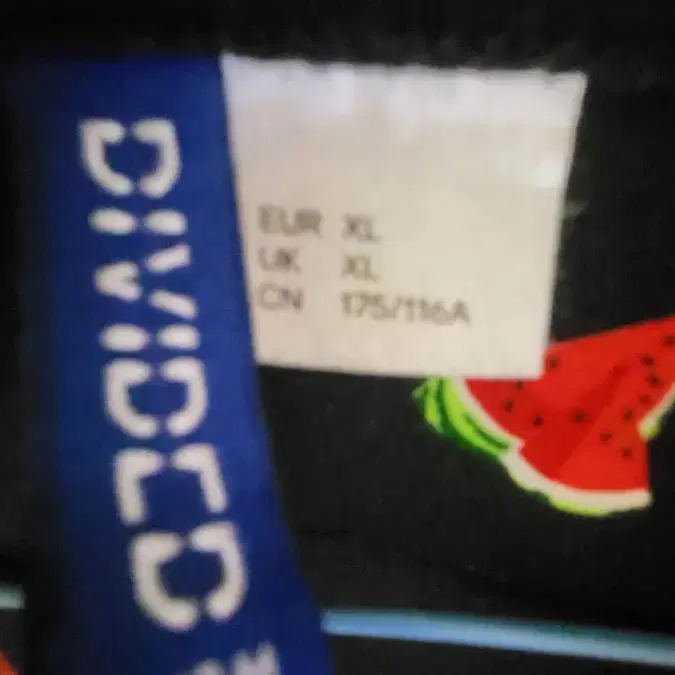 DIVIDED
EUR XL
UK XL
CN 175/116A